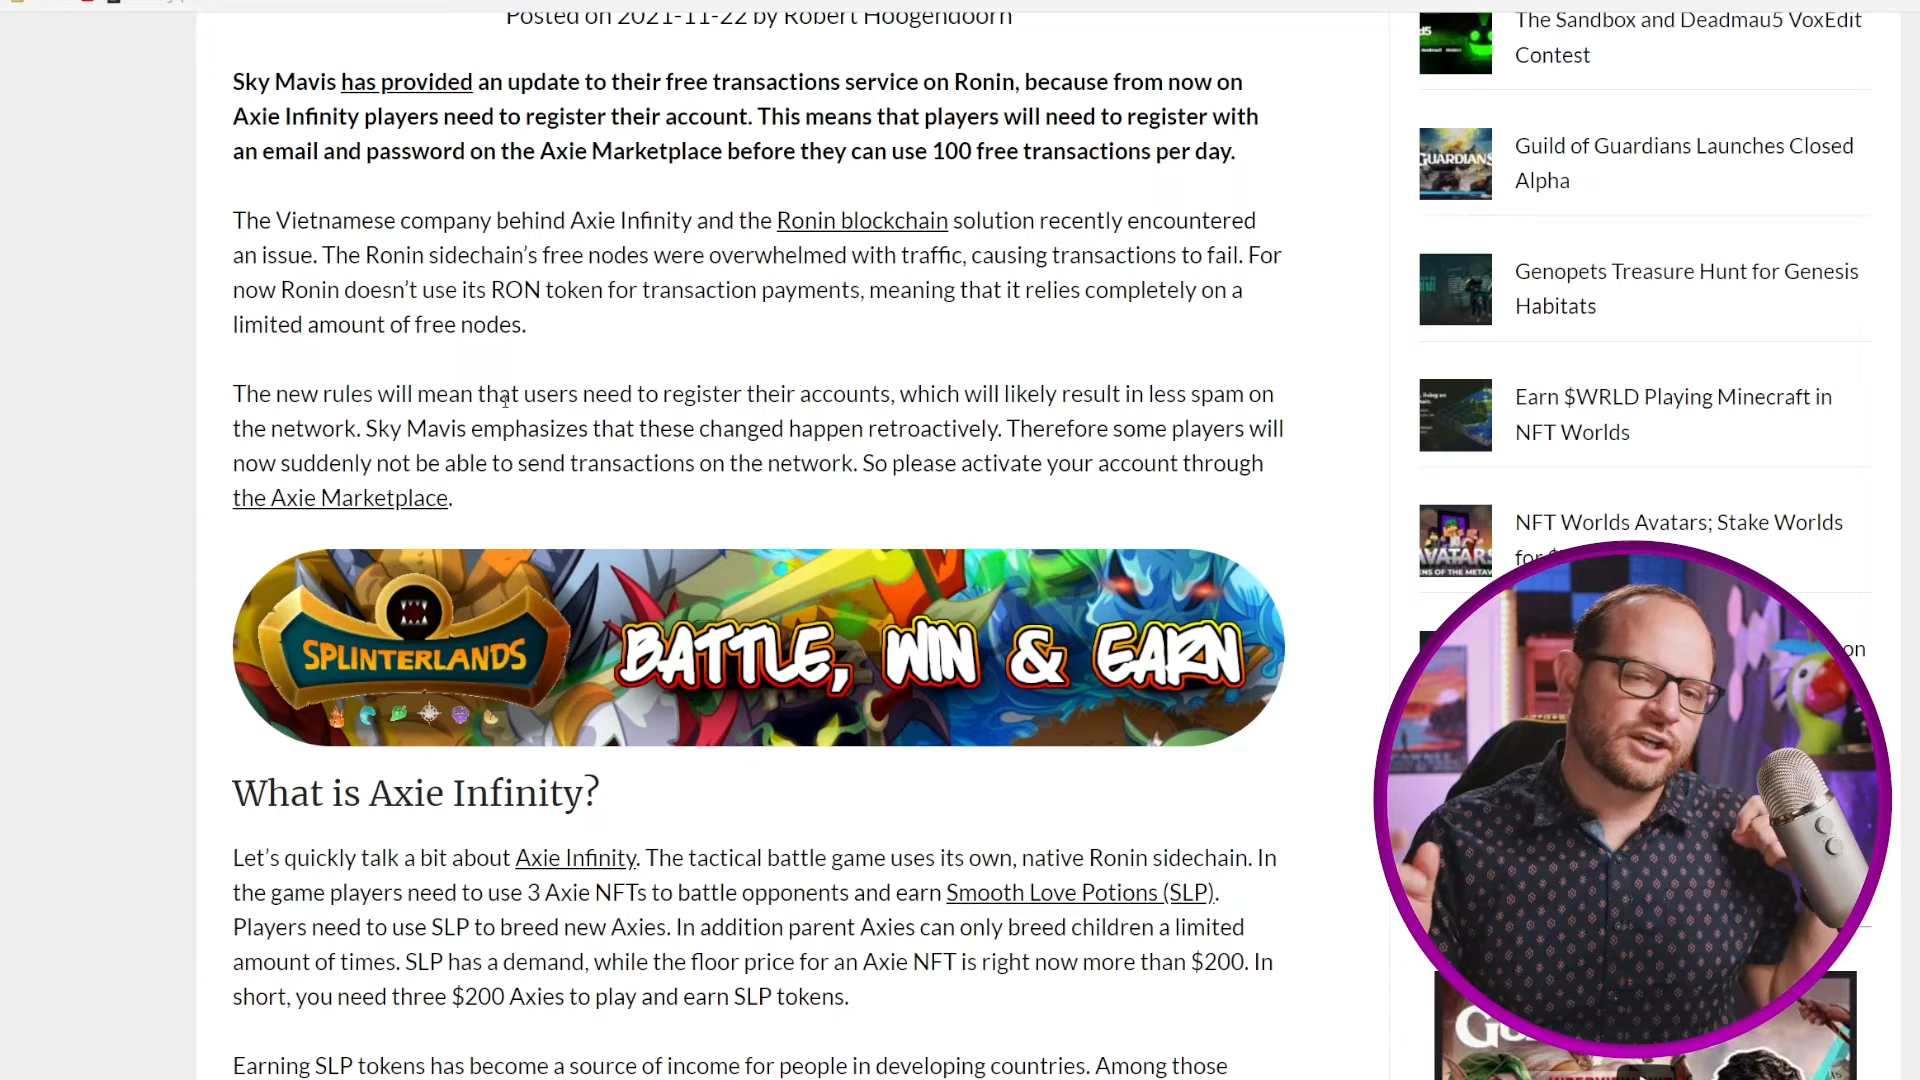 Posted on 2021-11-22 by Robert Hoogendoorn
Sky Mavis has provided an update to their free transactions service on Ronin, because from now on
Axie Infinity players need to register their account. This means that players will need to register with
an email and password on the Axie Marketplace before they can use 100 free transactions per day.
The Vietnamese company behind Axie Infinity and the Ronin blockchain solution recently encountered
an issue. The Ronin sidechain’s free nodes were overwhelmed with traffic, causing transactions to fail. For
now Ronin doesn’t use its RON token for transaction payments, meaning that it relies completely on a
limited amount of free nodes.
The new rules will mean that users need to register their accounts, which will likely result in less spam on
the network. Sky Mavis emphasizes that these changed happen retroactively. Therefore some players will
now suddenly not be able to send transactions on the network. So please activate your account through
the Axie Marketplace.
SPLINTERLANDS
BATTLE, WIN & EARN
What is Axie Infinity?
Let’s quickly talk a bit about Axie Infinity. The tactical battle game uses its own, native Ronin sidechain. In
the game players need to use 3 Axie NFTs to battle opponents and earn Smooth Love Potions (SLP).
Players need to use SLP to breed new Axies. In addition parent Axies can only breed children a limited
amount of times. SLP has a demand, while the floor price for an Axie NFT is right now more than $200. In
short, you need three $200 Axies to play and earn SLP tokens.
Earning SLP tokens has become a source of income for people in developing countries. Among those
The Sandbox and Deadmau5 VoxEdit
Contest
GUARDIANS
Guild of Guardians Launches Closed
Alpha
Genopets Treasure Hunt for Genesis
Habitats
Earn $WRLD Playing Minecraft in
NFT Worlds
AVATARS
NFT Worlds Avatars; Stake Worlds
for
on